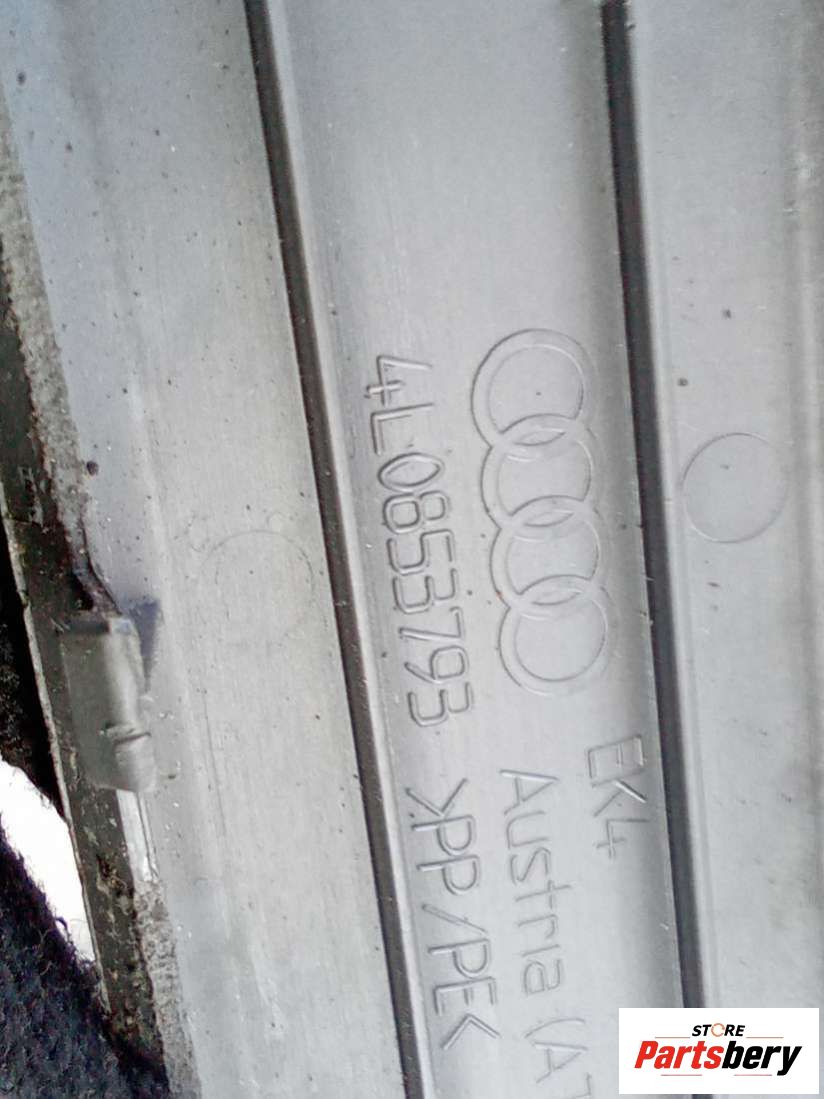 4L0853793 >PP/PE<
EK4
Austria (A
STORE
Partsbery